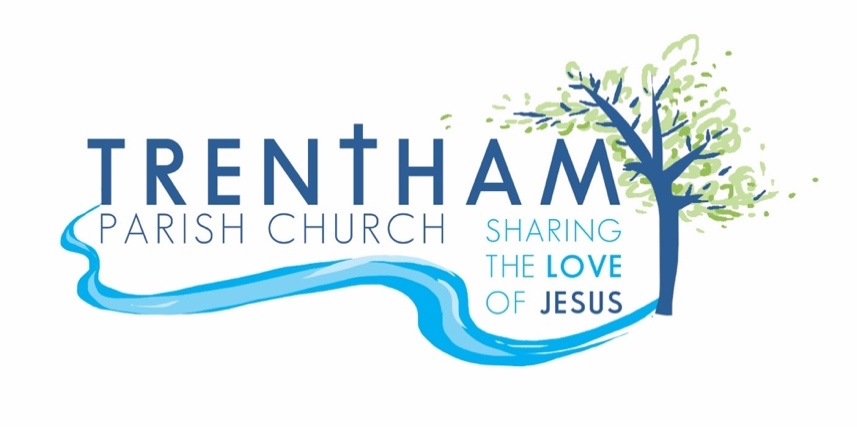 TRENTHAM
PARISH CHURCH
SHARING
THE LOVE
OF JESUS